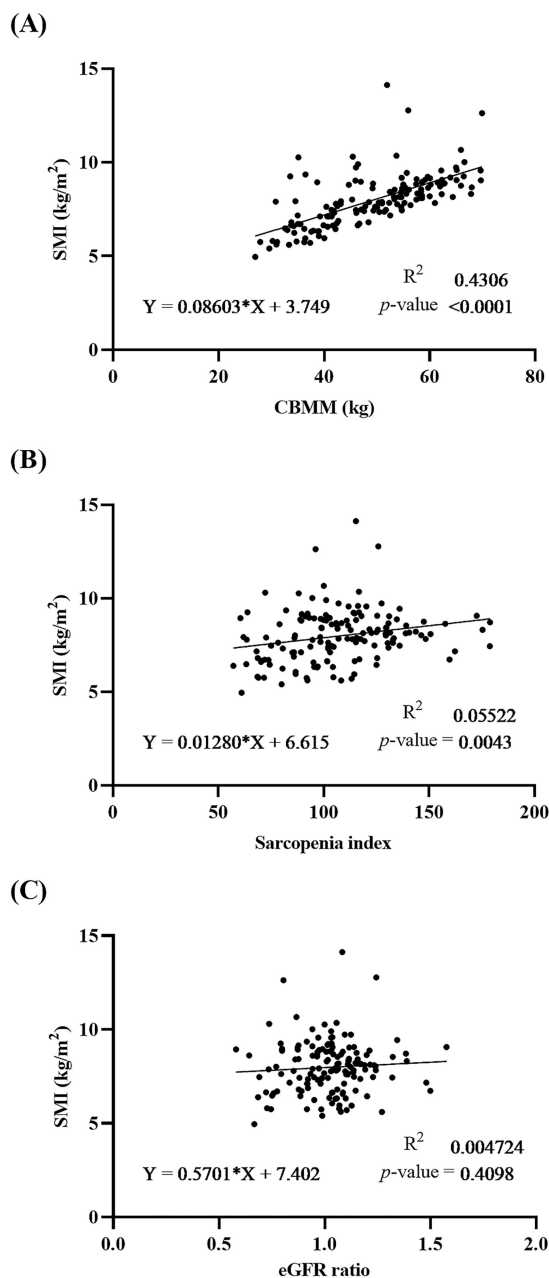 (A)
15
10
5
0
SMI (kg/m²)
R² 0.4306
Y = 0.08603*X + 3.749
p-value <0.0001
0 20 40 60 80
CBMM (kg)
(B)
15
10
5
0
SMI (kg/m²)
R² 0.05522
Y = 0.01280*X + 6.615
p-value = 0.0043
0 50 100 150 200
Sarcopenia index
(C)
15
10
5
0
SMI (kg/m²)
R² 0.004724
Y = 0.5701*X + 7.402
p-value = 0.4098
0.0 0.5 1.0 1.5 2.0
eGFR ratio